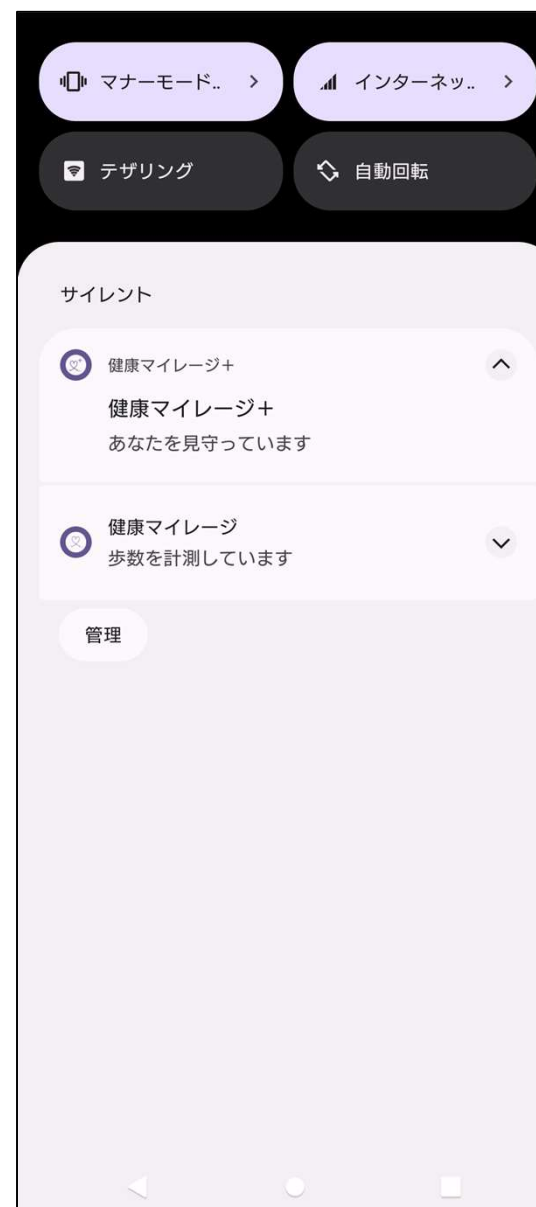 マナーモード..
インターネッ..
テザリング
自動回転
サイレント
健康マイレージ+
健康マイレージ+
あなたを見守っています
健康マイレージ
歩数を計測しています
管理